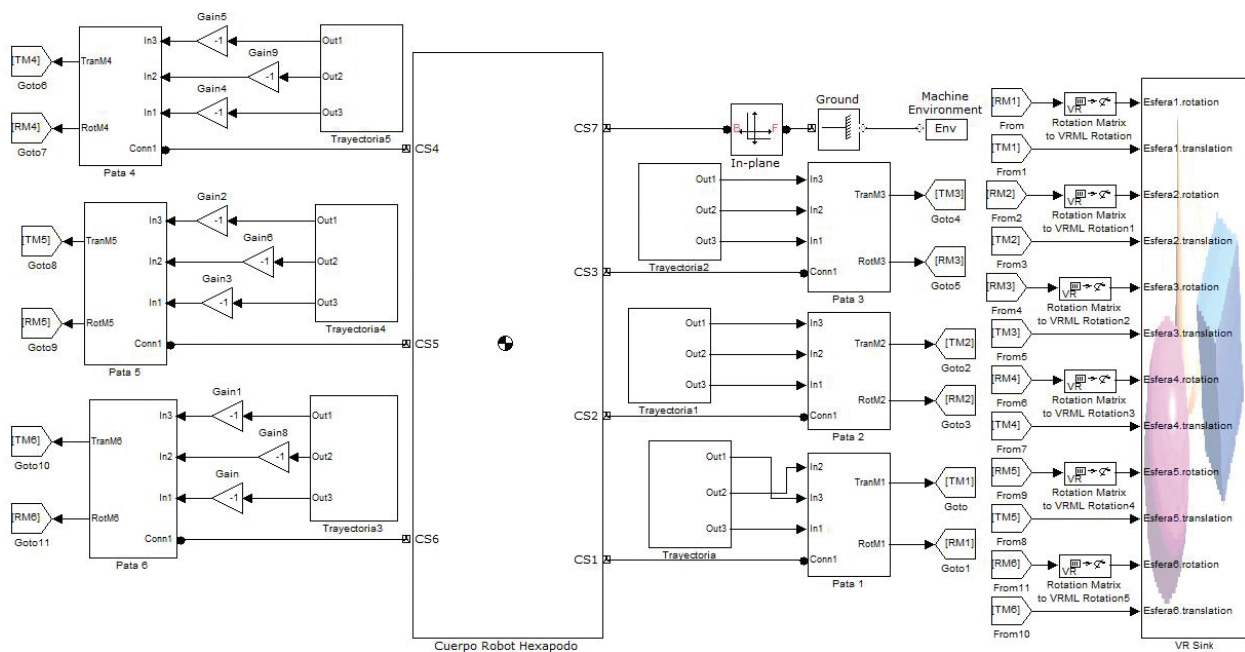 Gain5
-1
Gain9
-1
Gain4
-1
[TM4]
Goto6
[RM4]
Goto7
TranM4
RotM4
In3
In2
In1
Conn1
Pata 4
Out1
Out2
Out3
Trayectoria5
CS4
Gain2
-1
Gain6
-1
Gain3
-1
[TM5]
Goto8
[RM5]
Goto9
TranM5
RotM5
In3
In2
In1
Conn1
Pata 5
Out1
Out2
Out3
Trayectoria4
CS5
Gain1
-1
Gain8
-1
Gain
-1
[TM6]
Goto10
[RM6]
Goto11
TranM6
RotM6
In3
In2
In1
Conn1
Pata 6
Out1
Out2
Out3
Trayectoria3
CS6
Cuerpo Robot Hexapodo
CS7
B
F
In-plane
Ground
Machine
Environment
Env
CS3
Out1
Out2
Out3
Trayectoria2
In3
In2
In1
Conn1
TranM3
RotM3
Pata 3
[TM3]
Goto4
[RM3]
Goto5
CS2
Out1
Out2
Out3
Trayectoria1
In3
In2
In1
Conn1
TranM2
RotM2
Pata 2
[TM2]
Goto2
[RM2]
Goto3
CS1
Out1
Out2
Out3
Trayectoria
In2
In3
In1
Conn1
TranM1
RotM1
Pata 1
[TM1]
Goto
[RM1]
Goto1
[RM1]
From
VR
Rotation Matrix
to VRML Rotation
Esfera1.rotation
[TM1]
From1
Esfera1.translation
[RM2]
From2
VR
Rotation Matrix
to VRML Rotation1
Esfera2.rotation
[TM2]
From3
Esfera2.translation
[RM3]
From4
VR
Rotation Matrix
to VRML Rotation2
Esfera3.rotation
[TM3]
From5
Esfera3.translation
[RM4]
From6
VR
Rotation Matrix
to VRML Rotation3
Esfera4.rotation
[TM4]
From7
Esfera4.translation
[RM5]
From9
VR
Rotation Matrix
to VRML Rotation4
Esfera5.rotation
[TM5]
From8
Esfera5.translation
[RM6]
From11
VR
Rotation Matrix
to VRML Rotation5
Esfera6.rotation
[TM6]
From10
Esfera6.translation
VR Sink